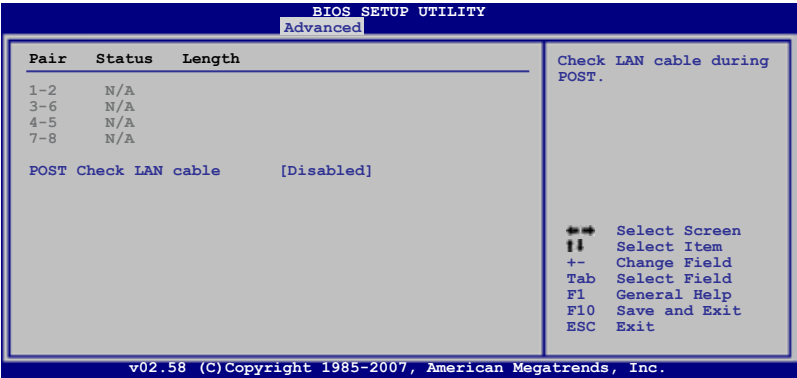 BIOS SETUP UTILITY
Advanced
Pair Status Length
1-2 N/A
3-6 N/A
4-5 N/A
7-8 N/A
POST Check LAN cable [Disabled]
Check LAN cable during
POST.
Select Screen
Select Item
+- Change Field
Tab Select Field
F1 General Help
F10 Save and Exit
ESC Exit
v02.58 (C)Copyright 1985-2007, American Megatrends, Inc.